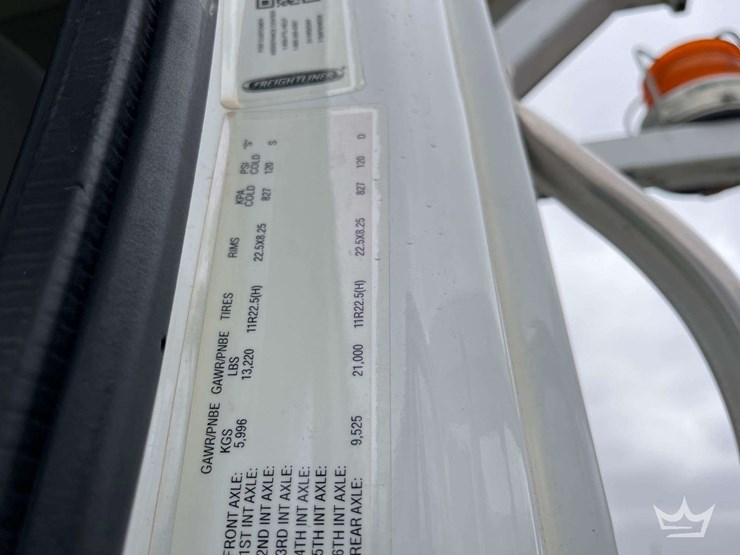 FREIGHTLINER
GAWR/PNBE GAWR/PNBE TIRES RIMS KPA PSI "S"
KGS LBS COLD COLD "D"
FRONT AXLE: 5,996 13,220 11R22.5(H) 22.5X8.25 827 120 S
1ST INT AXLE:
2ND INT AXLE:
3RD INT AXLE:
4TH INT AXLE:
5TH INT AXLE:
6TH INT AXLE:
REAR AXLE: 9,525 21,000 11R22.5(H) 22.5X8.25 827 120 D